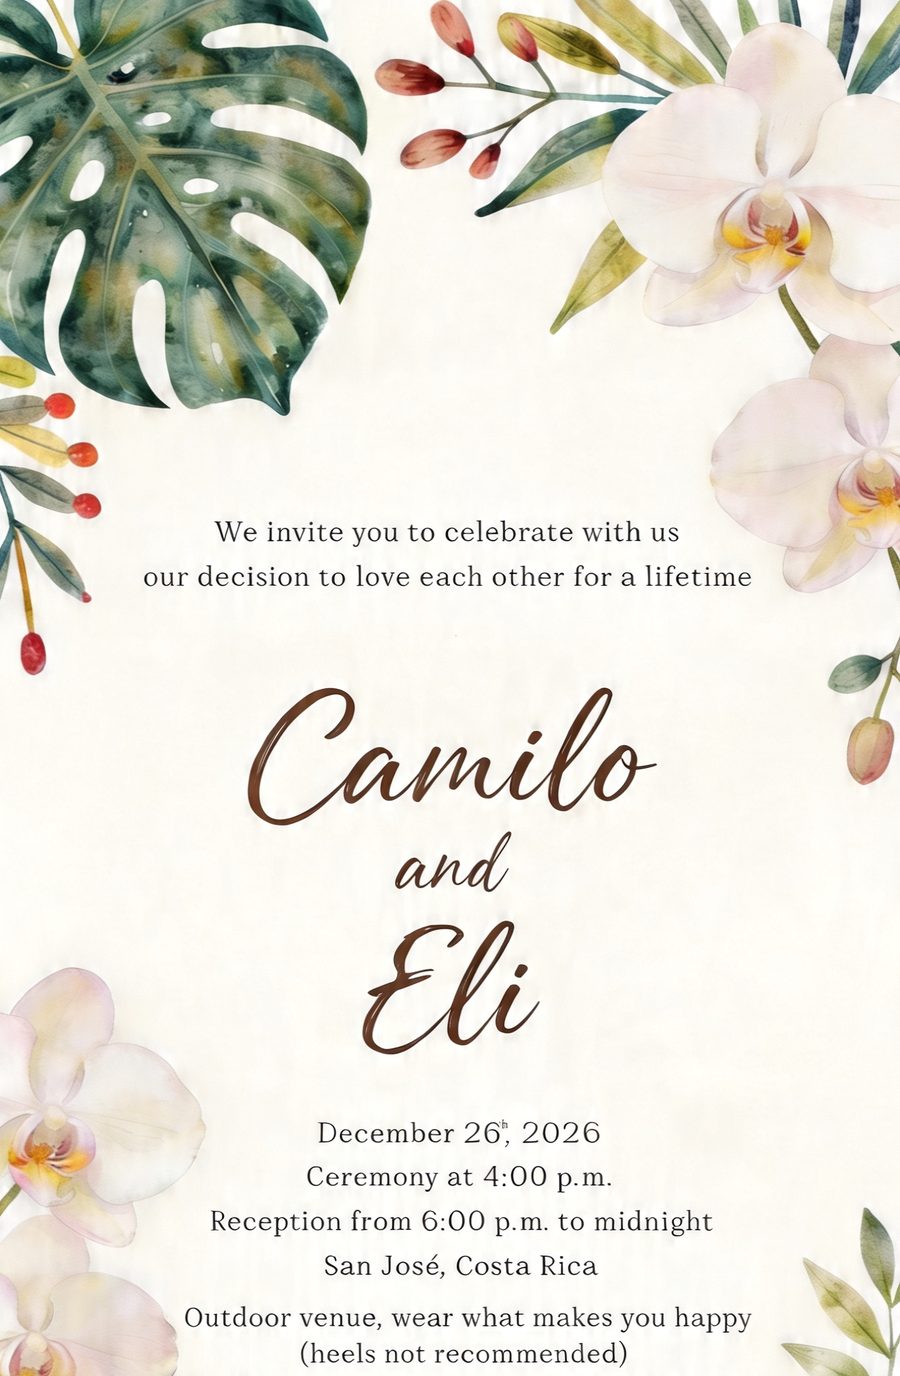 We invite you to celebrate with us
our decision to love each other for a lifetime
Camilo
and
Eli
December 26ᵗʰ, 2026
Ceremony at 4:00 p.m.
Reception from 6:00 p.m. to midnight
San José, Costa Rica
Outdoor venue, wear what makes you happy
(heels not recommended)